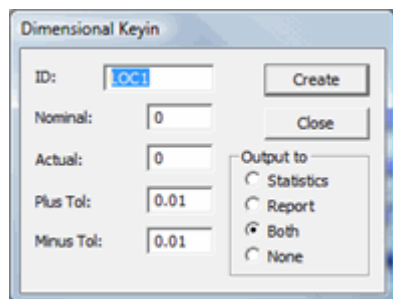 Dimensional Keyin
ID: LOC1 Create
Nominal: 0 Close
Actual: 0 Output to
Statistics
Plus Tol: 0.01 Report
Both
Minus Tol: 0.01
None